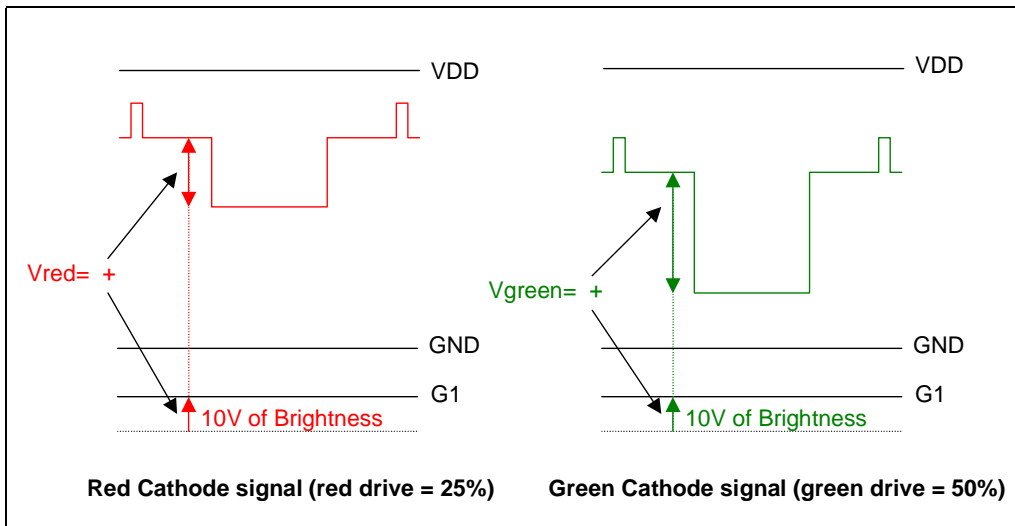 VDD
VDD
Vred= +
Vgreen= +
GND
GND
G1
G1
10V of Brightness
10V of Brightness
Red Cathode signal (red drive = 25%)
Green Cathode signal (green drive = 50%)